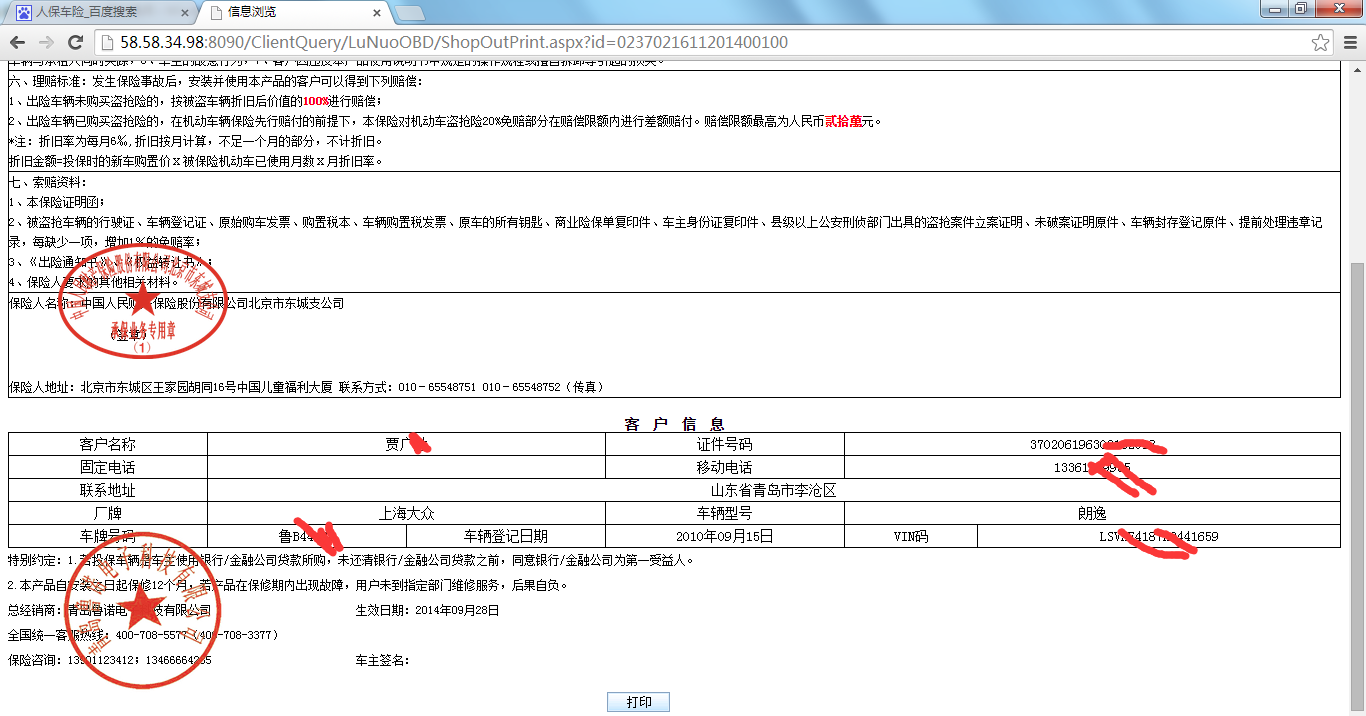 人保车险_百度搜索
信息浏览
58.58.34.98:8090/ClientQuery/LuNuoOBD/ShopOutPrint.aspx?id=0237021611201400100
六、理赔标准：发生保险事故后，安装并使用本产品的客户可以得到下列赔偿：
1、出险车辆未购买盗抢险的，按被盗车辆折旧后价值的100%进行赔偿；
2、出险车辆已购买盗抢险的，在机动车辆保险先行赔付的前提下，本保险对机动车盗抢险20%免赔部分在赔偿限额内进行差额赔付。赔偿限额最高为人民币贰拾萬元。
*注：折旧率为每月6‰,折旧按月计算，不足一个月的部分，不计折旧。
折旧金额=投保时的新车购置价Ｘ被保险机动车已使用月数Ｘ月折旧率。
七、索赔资料：
1、本保险证明函；
2、被盗抢车辆的行驶证、车辆登记证、原始购车发票、购置税本、车辆购置税发票、原车的所有钥匙、商业险保单复印件、车主身份证复印件、县级以上公安刑侦部门出具的盗抢案件立案证明、未破案证明原件、车辆封存登记原件、提前处理违章记
录，每缺少一项，增加1%的免赔率；
3、《出险通知书》、《权益转让书》；
4、保险人要求的其他相关材料。
保险人名称：中国人民财产保险股份有限公司北京市东城支公司
（签章）
承保业务专用章
（1）
保险人地址：北京市东城区王家园胡同16号中国儿童福利大厦 联系方式：010－65548751 010－65548752（传真）
客 户 信 息
客户名称 贾广 证件号码 370206196306
固定电话 移动电话 13361
联系地址 山东省青岛市李沧区
厂牌 上海大众 车辆型号 朗逸
车牌号码 鲁B44 车辆登记日期 2010年09月15日 VIN码 441659
特别约定：1.若投保车辆是车主使用银行/金融公司贷款所购，未还清银行/金融公司贷款之前，同意银行/金融公司为第一受益人。
2.本产品自安装之日起保修12个月，若产品在保修期内出现故障，用户未到指定部门维修服务，后果自负。
总经销商：青岛鲁诺电子科技有限公司 生效日期：2014年09月28日
全国统一客服热线：400-708-5577（400-708-3377）
保险咨询：13901123412；13466664285 车主签名：
青岛鲁诺电子科技有限公司
打印